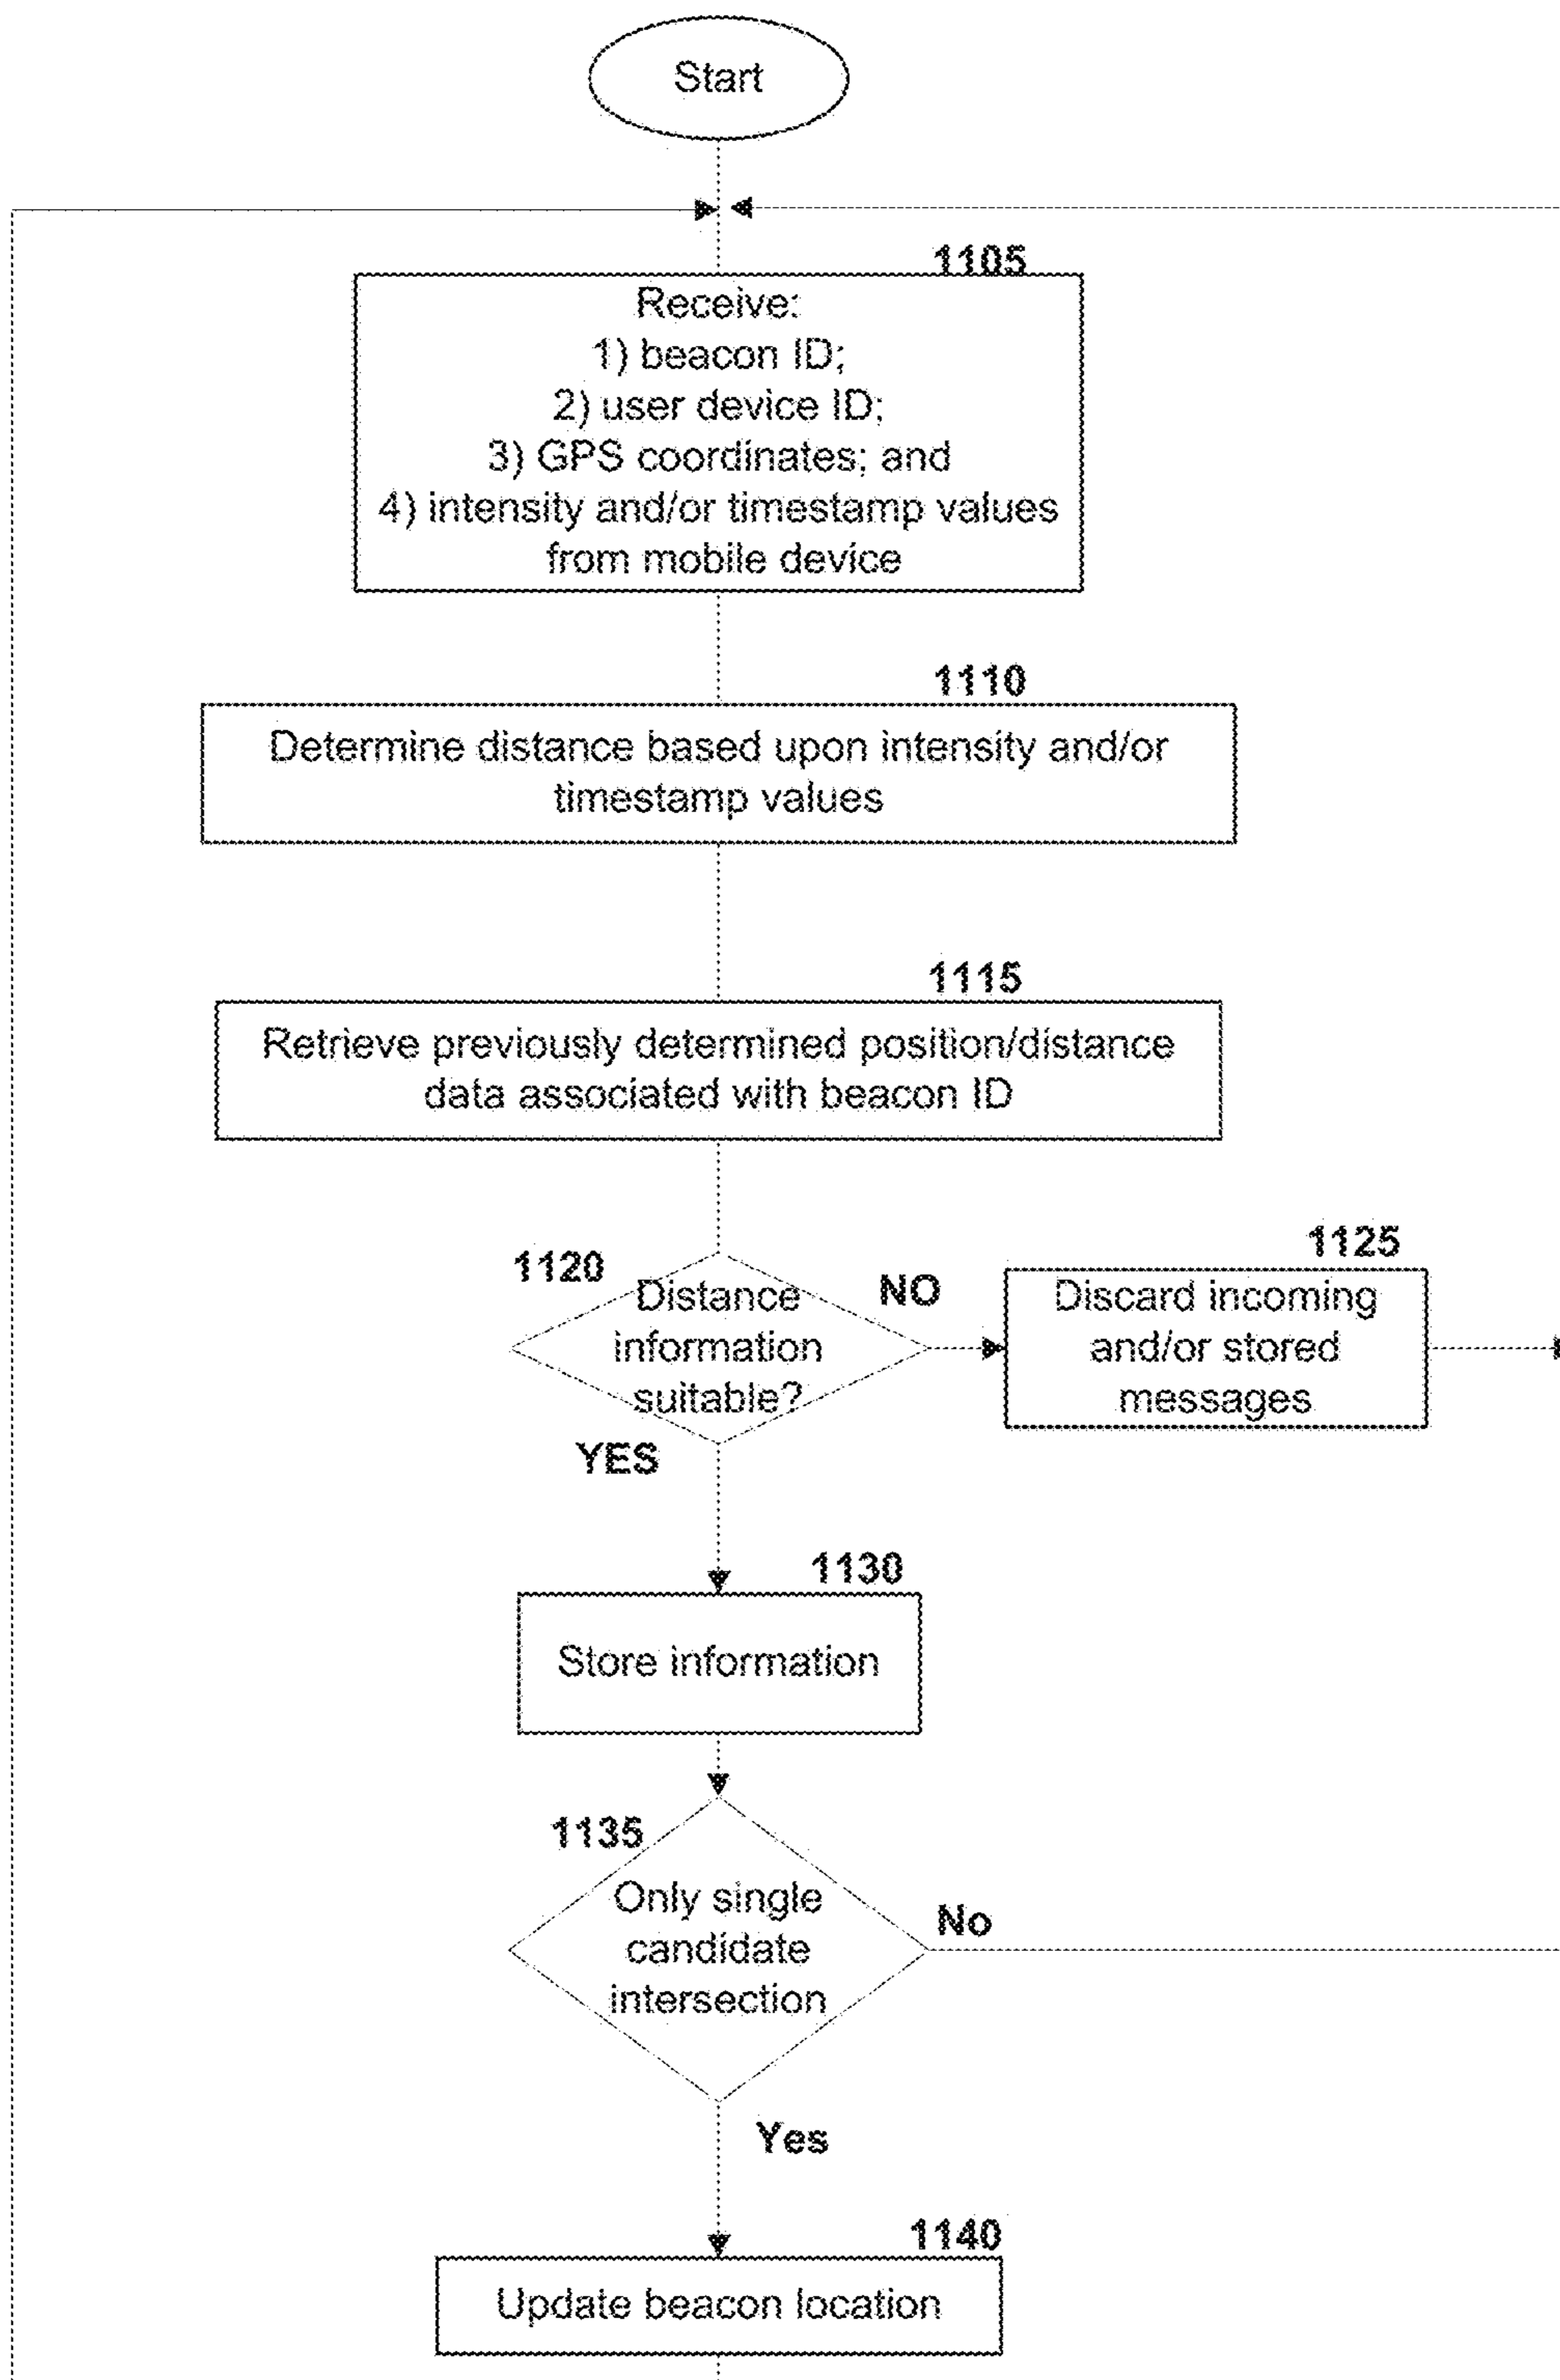 Start
1105
Receive:
1) beacon ID;
2) user device ID;
3) GPS coordinates; and
4) intensity and/or timestamp values
from mobile device
1110
Determine distance based upon intensity and/or
timestamp values
1115
Retrieve previously determined position/distance
data associated with beacon ID
1120
Distance
information
suitable?
NO
1125
Discard incoming
and/or stored
messages
YES
1130
Store information
1135
Only single
candidate
intersection
No
Yes
1140
Update beacon location